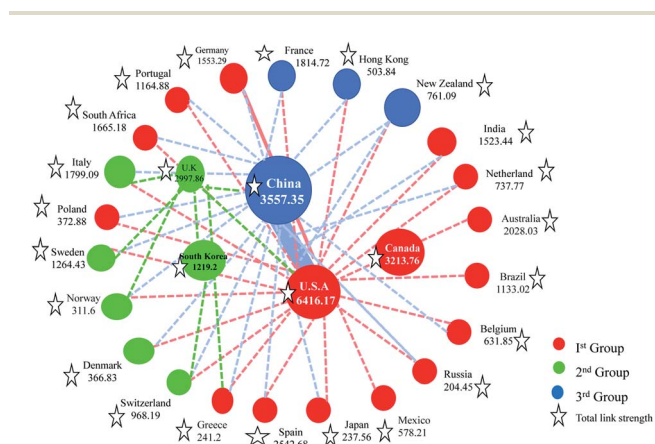 Germany
1553.29
France
1814.72
Hong Kong
503.84
New Zealand
761.09
Portugal
1164.88
South Africa
1665.18
India
1523.44
Italy
1799.09
U.K
2997.86
China
3557.35
Netherland
737.77
Poland
372.88
Australia
2028.03
Sweden
1264.43
South Korea
1219.2
Canada
3213.76
U.S.A
6416.17
Brazil
1133.02
Norway
311.6
Belgium
631.85
Denmark
366.83
Russia
204.45
Switzerland
968.19
Greece
241.2
Spain
2542.68
Japan
237.56
Mexico
578.21
Ist Group
2nd Group
3rd Group
Total link strength